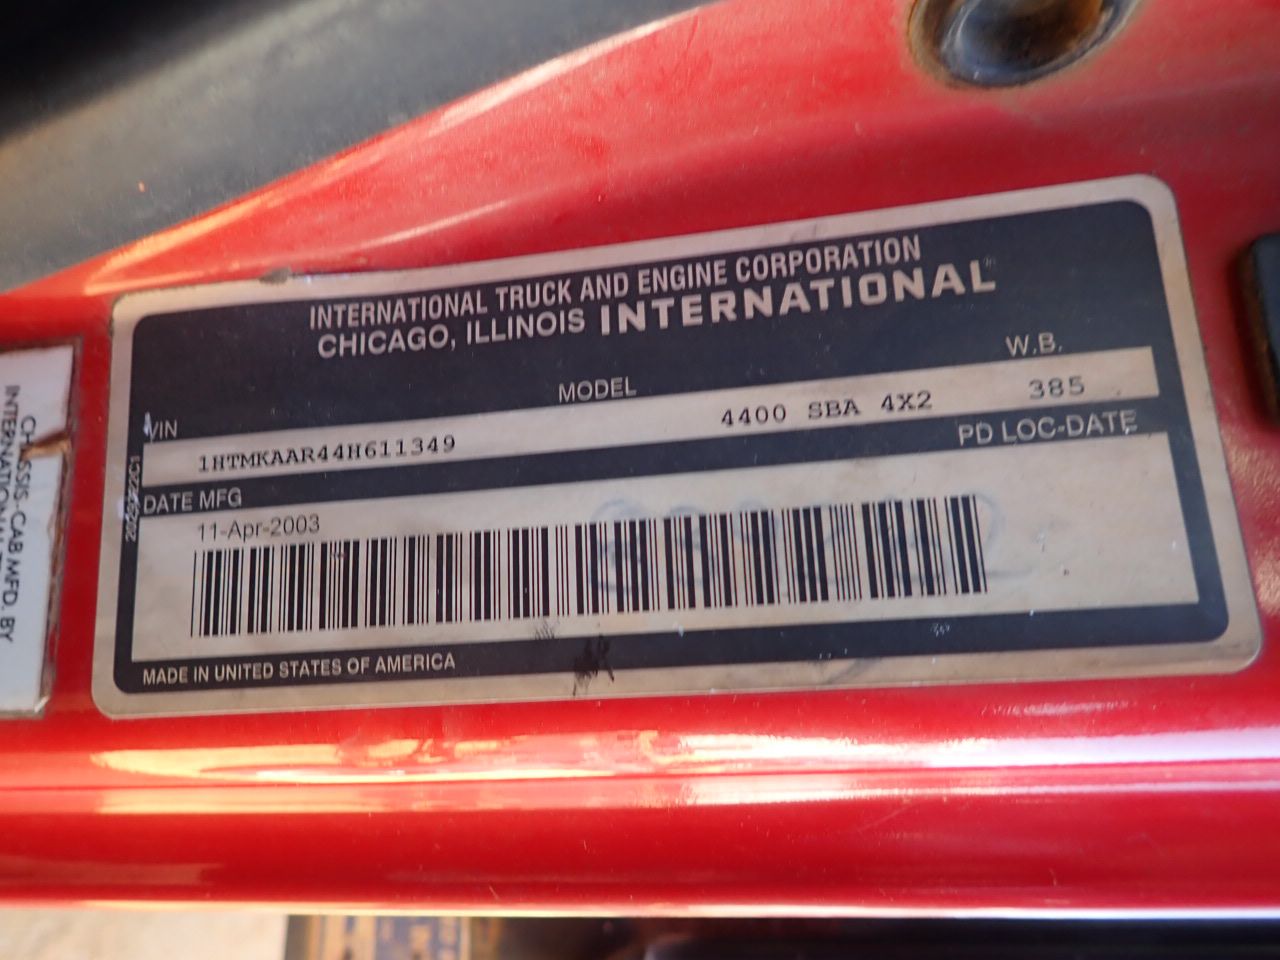 INTERNATIONAL TRUCK AND ENGINE CORPORATION
CHICAGO, ILLINOIS INTERNATIONAL
VIN MODEL W.B.
1HTMKAAR44H611349 4400 SBA 4X2 385
DATE MFG PD LOC-DATE
11-Apr-2003
MADE IN UNITED STATES OF AMERICA
CHASSIS-CAB MFD. BY